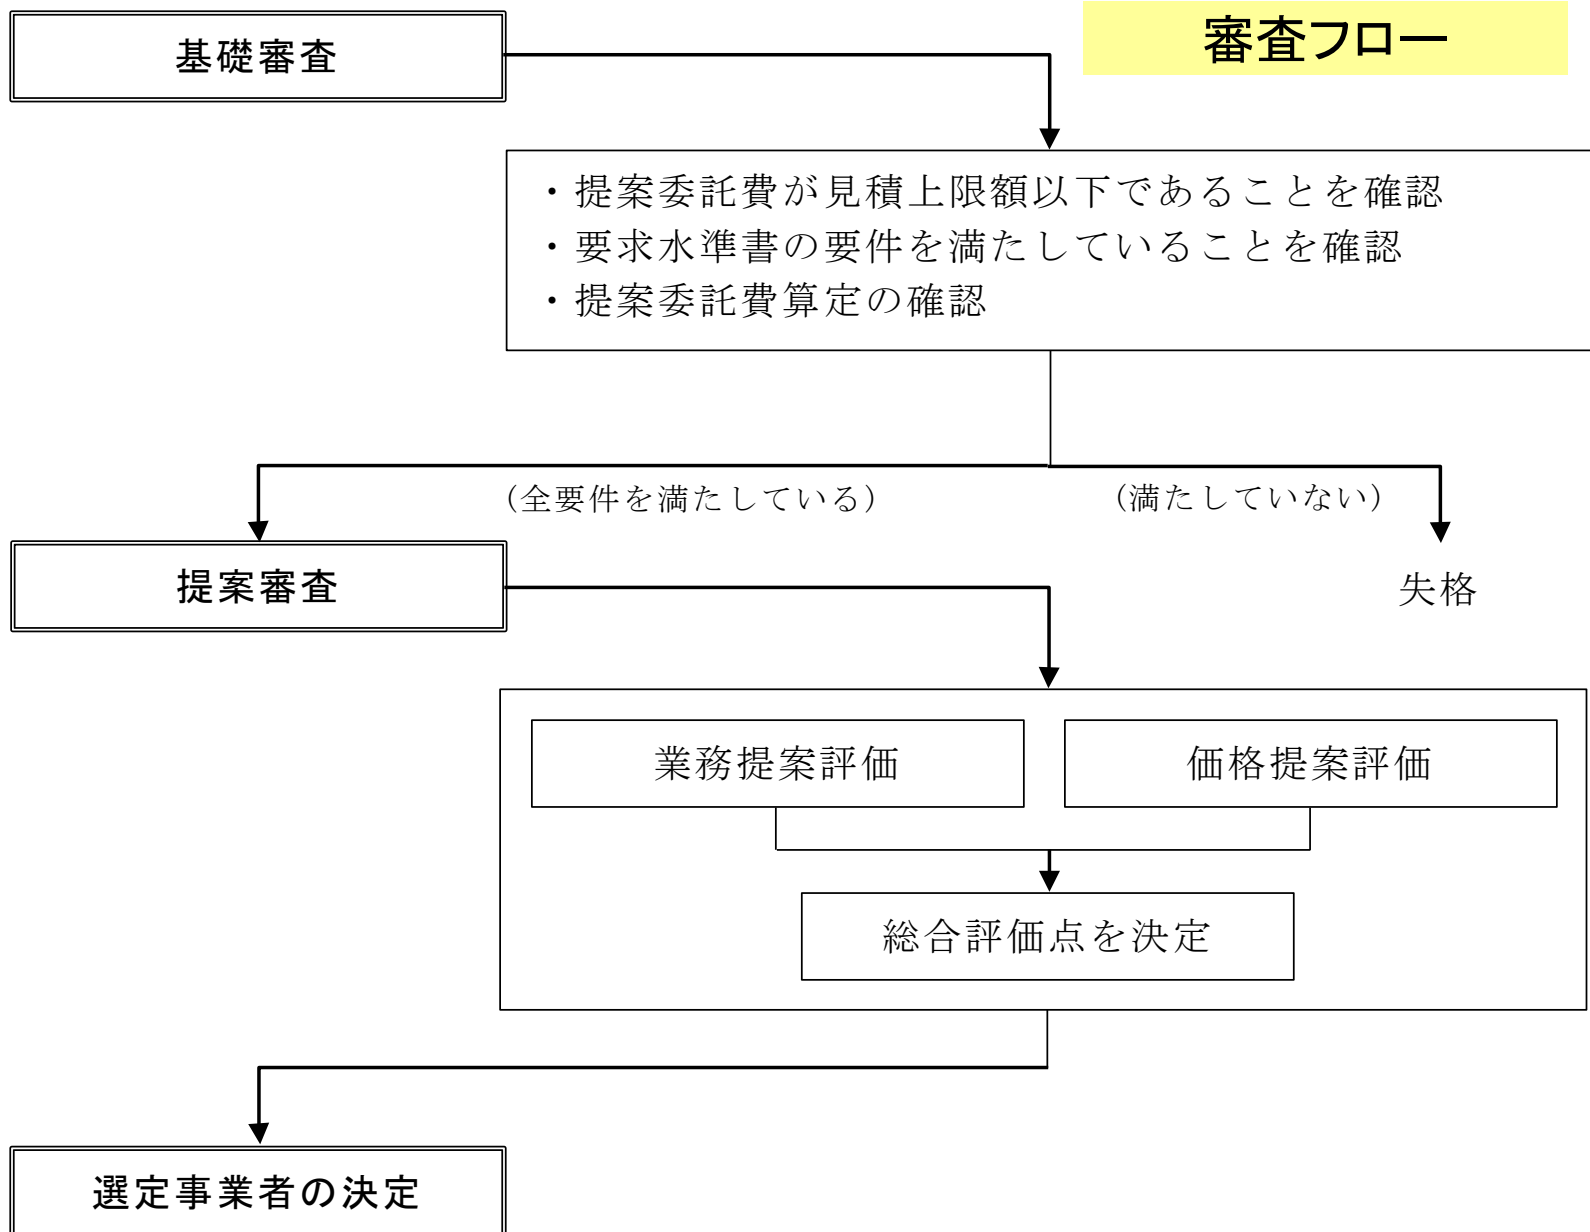 審査フロー
基礎審査
・提案委託費が見積上限額以下であることを確認
・要求水準書の要件を満たしていることを確認
・提案委託費算定の確認
（全要件を満たしている）
（満たしていない）
提案審査
失格
業務提案評価
価格提案評価
総合評価点を決定
選定事業者の決定